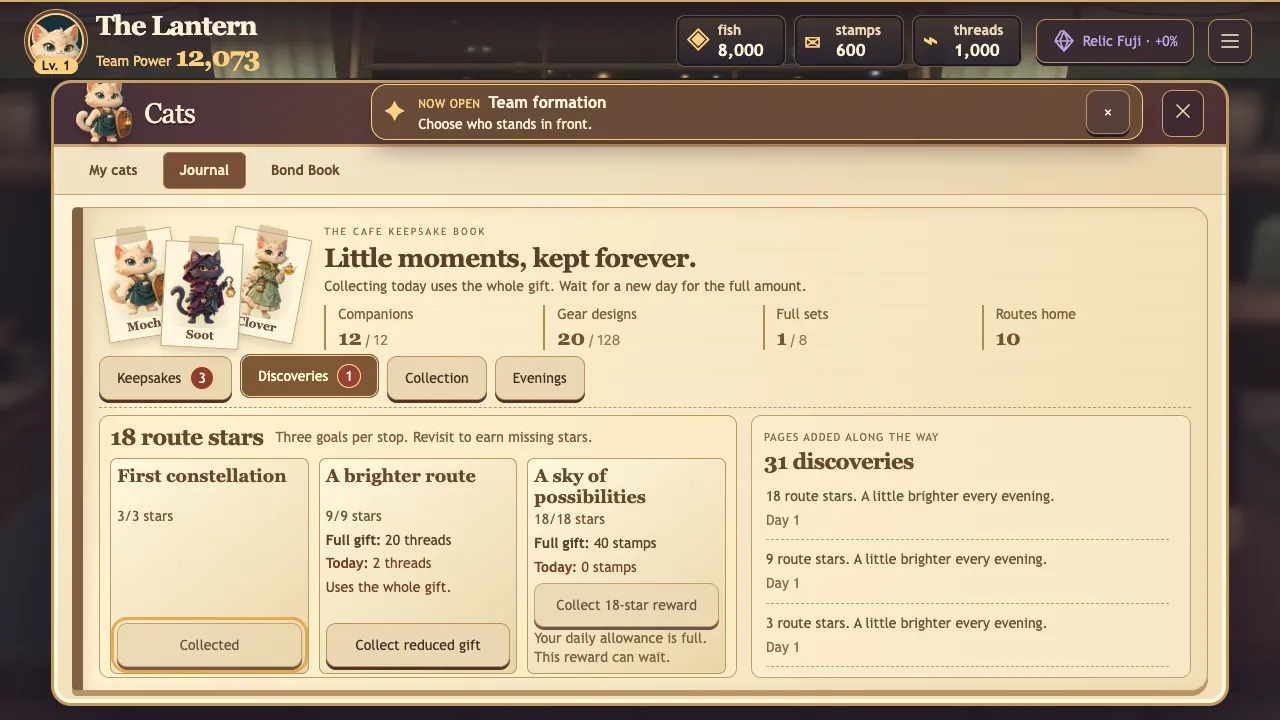 The Lantern
Lv. 1
Team Power 12,073
fish
8,000
stamps
600
threads
1,000
Relic Fuji · +0%
Cats
NOW OPEN Team formation
Choose who stands in front.
×
My cats
Journal
Bond Book
Moch
Soot
Clover
THE CAFE KEEPSAKE BOOK
Little moments, kept forever.
Collecting today uses the whole gift. Wait for a new day for the full amount.
Companions
12 / 12
Gear designs
20 / 128
Full sets
1 / 8
Routes home
10
Keepsakes 3
Discoveries 1
Collection
Evenings
18 route stars Three goals per stop. Revisit to earn missing stars.
First constellation
3/3 stars
Collected
A brighter route
9/9 stars
Full gift: 20 threads
Today: 2 threads
Uses the whole gift.
Collect reduced gift
A sky of
possibilities
18/18 stars
Full gift: 40 stamps
Today: 0 stamps
Collect 18-star reward
Your daily allowance is full.
This reward can wait.
PAGES ADDED ALONG THE WAY
31 discoveries
18 route stars. A little brighter every evening.
Day 1
9 route stars. A little brighter every evening.
Day 1
3 route stars. A little brighter every evening.
Day 1